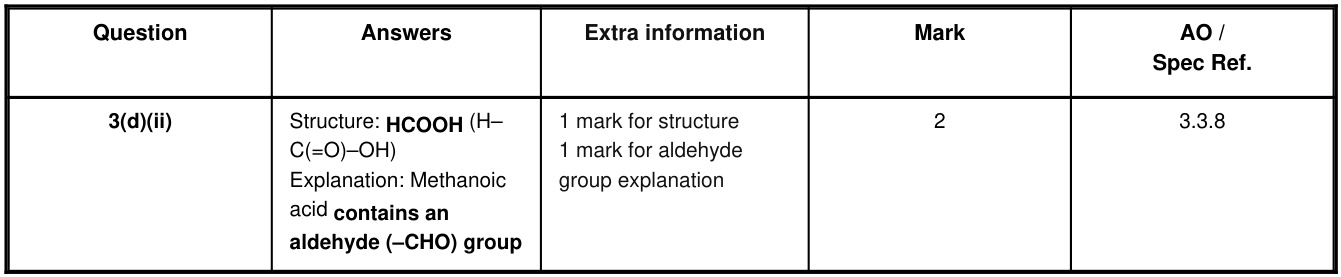 Question Answers Extra information Mark AO /
Spec Ref.
3(d)(ii)
Structure: HCOOH (H–
C(=O)–OH)
Explanation: Methanoic
acid contains an
aldehyde (–CHO) group
1 mark for structure
1 mark for aldehyde
group explanation
2
3.3.8